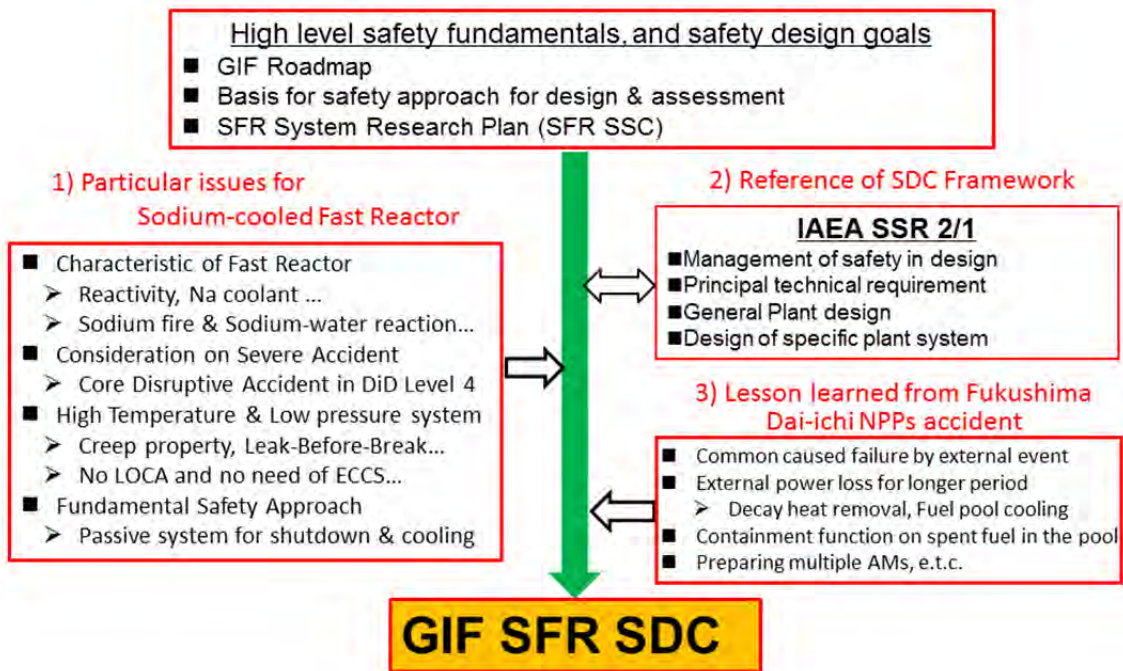 High level safety fundamentals, and safety design goals
■ GIF Roadmap
■ Basis for safety approach for design & assessment
■ SFR System Research Plan (SFR SSC)
1) Particular issues for
Sodium-cooled Fast Reactor
■ Characteristic of Fast Reactor
➤ Reactivity, Na coolant ...
➤ Sodium fire & Sodium-water reaction...
■ Consideration on Severe Accident
➤ Core Disruptive Accident in DiD Level 4
■ High Temperature & Low pressure system
➤ Creep property, Leak-Before-Break...
➤ No LOCA and no need of ECCS...
■ Fundamental Safety Approach
➤ Passive system for shutdown & cooling
2) Reference of SDC Framework
IAEA SSR 2/1
■Management of safety in design
■Principal technical requirement
■General Plant design
■Design of specific plant system
3) Lesson learned from Fukushima
Dai-ichi NPPs accident
■ Common caused failure by external event
■ External power loss for longer period
➤ Decay heat removal, Fuel pool cooling
■ Containment function on spent fuel in the pool
■ Preparing multiple AMs, e.t.c.
GIF SFR SDC